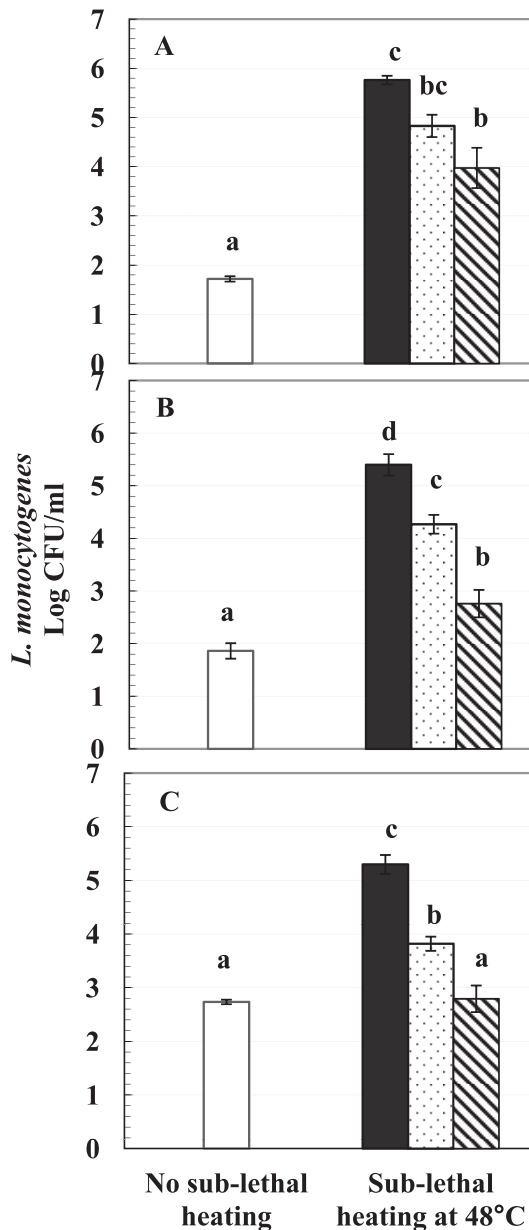 7
A
6
c
bc
5
b
4
3
2
a
1
0
7
B
6
d
5
c
4
3
b
2
a
1
0
L. monocytogenes
Log CFU/ml
7
C
6
c
5
4
b
3
a
a
2
1
0
No sub-lethal
heating
Sub-lethal
heating at 48°C